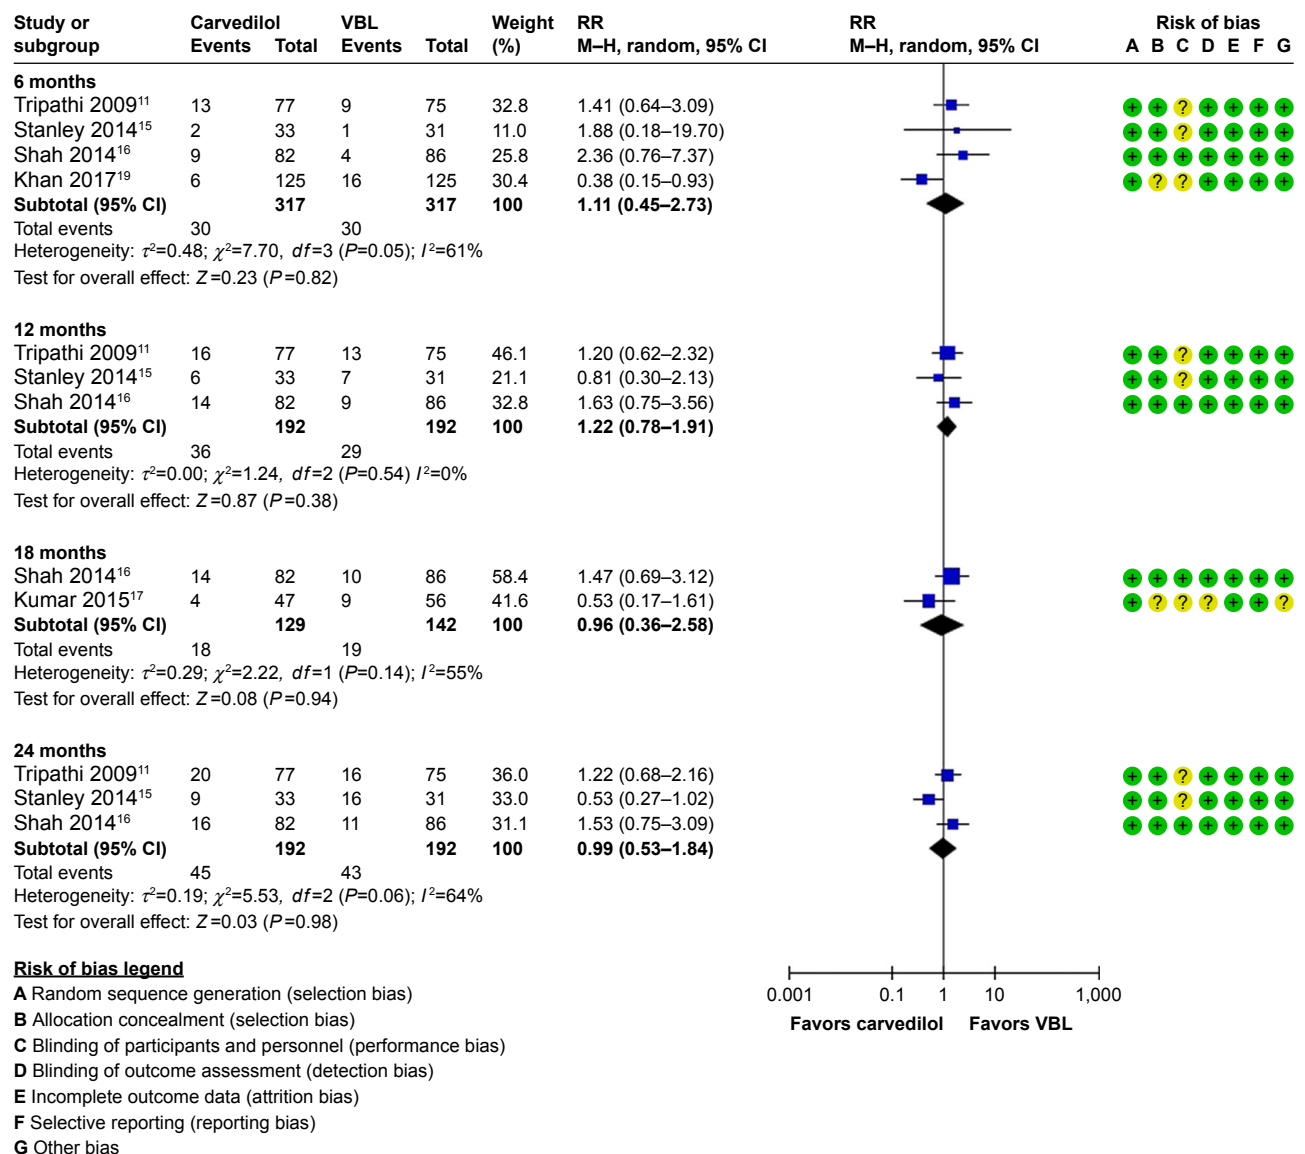 Study or subgroup Carvedilol Events Total VBL Events Total Weight (%) RR M–H, random, 95% CI RR M–H, random, 95% CI Risk of bias A B C D E F G
6 months
Tripathi 2009¹¹ 13 77 9 75 32.8 1.41 (0.64–3.09) + + ? + + + +
Stanley 2014¹⁵ 2 33 1 31 11.0 1.88 (0.18–19.70) + + ? + + + +
Shah 2014¹⁶ 9 82 4 86 25.8 2.36 (0.76–7.37) + + + + + + +
Khan 2017¹⁹ 6 125 16 125 30.4 0.38 (0.15–0.93) + ? ? + + + +
Subtotal (95% CI) 317 317 100 1.11 (0.45–2.73)
Total events 30 30
Heterogeneity: τ²=0.48; χ²=7.70, df=3 (P=0.05); I²=61%
Test for overall effect: Z=0.23 (P=0.82)
12 months
Tripathi 2009¹¹ 16 77 13 75 46.1 1.20 (0.62–2.32) + + ? + + + +
Stanley 2014¹⁵ 6 33 7 31 21.1 0.81 (0.30–2.13) + + ? + + + +
Shah 2014¹⁶ 14 82 9 86 32.8 1.63 (0.75–3.56) + + + + + + +
Subtotal (95% CI) 192 192 100 1.22 (0.78–1.91)
Total events 36 29
Heterogeneity: τ²=0.00; χ²=1.24, df=2 (P=0.54) I²=0%
Test for overall effect: Z=0.87 (P=0.38)
18 months
Shah 2014¹⁶ 14 82 10 86 58.4 1.47 (0.69–3.12) + + + + + + +
Kumar 2015¹⁷ 4 47 9 56 41.6 0.53 (0.17–1.61) + ? ? ? + + ?
Subtotal (95% CI) 129 142 100 0.96 (0.36–2.58)
Total events 18 19
Heterogeneity: τ²=0.29; χ²=2.22, df=1 (P=0.14); I²=55%
Test for overall effect: Z=0.08 (P=0.94)
24 months
Tripathi 2009¹¹ 20 77 16 75 36.0 1.22 (0.68–2.16) + + ? + + + +
Stanley 2014¹⁵ 9 33 16 31 33.0 0.53 (0.27–1.02) + + ? + + + +
Shah 2014¹⁶ 16 82 11 86 31.1 1.53 (0.75–3.09) + + + + + + +
Subtotal (95% CI) 192 192 100 0.99 (0.53–1.84)
Total events 45 43
Heterogeneity: τ²=0.19; χ²=5.53, df=2 (P=0.06); I²=64%
Test for overall effect: Z=0.03 (P=0.98)
0.001 0.1 1 10 1,000
Favors carvedilol Favors VBL
Risk of bias legend
A Random sequence generation (selection bias)
B Allocation concealment (selection bias)
C Blinding of participants and personnel (performance bias)
D Blinding of outcome assessment (detection bias)
E Incomplete outcome data (attrition bias)
F Selective reporting (reporting bias)
G Other bias